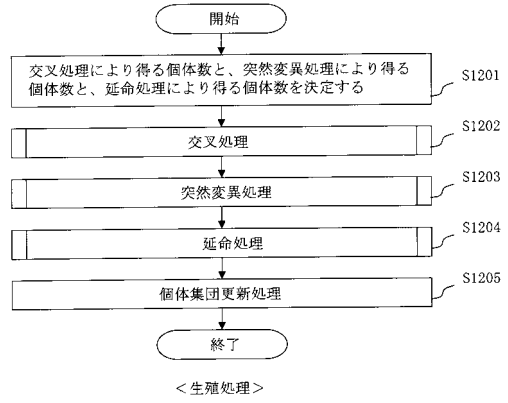 開始
交叉処理により得る個体数と、突然変異処理により得る
個体数と、延命処理により得る個体数を決定する
S1201
S1202
交叉処理
S1203
突然変異処理
S1204
延命処理
S1205
個体集団更新処理
終了
＜生殖処理＞